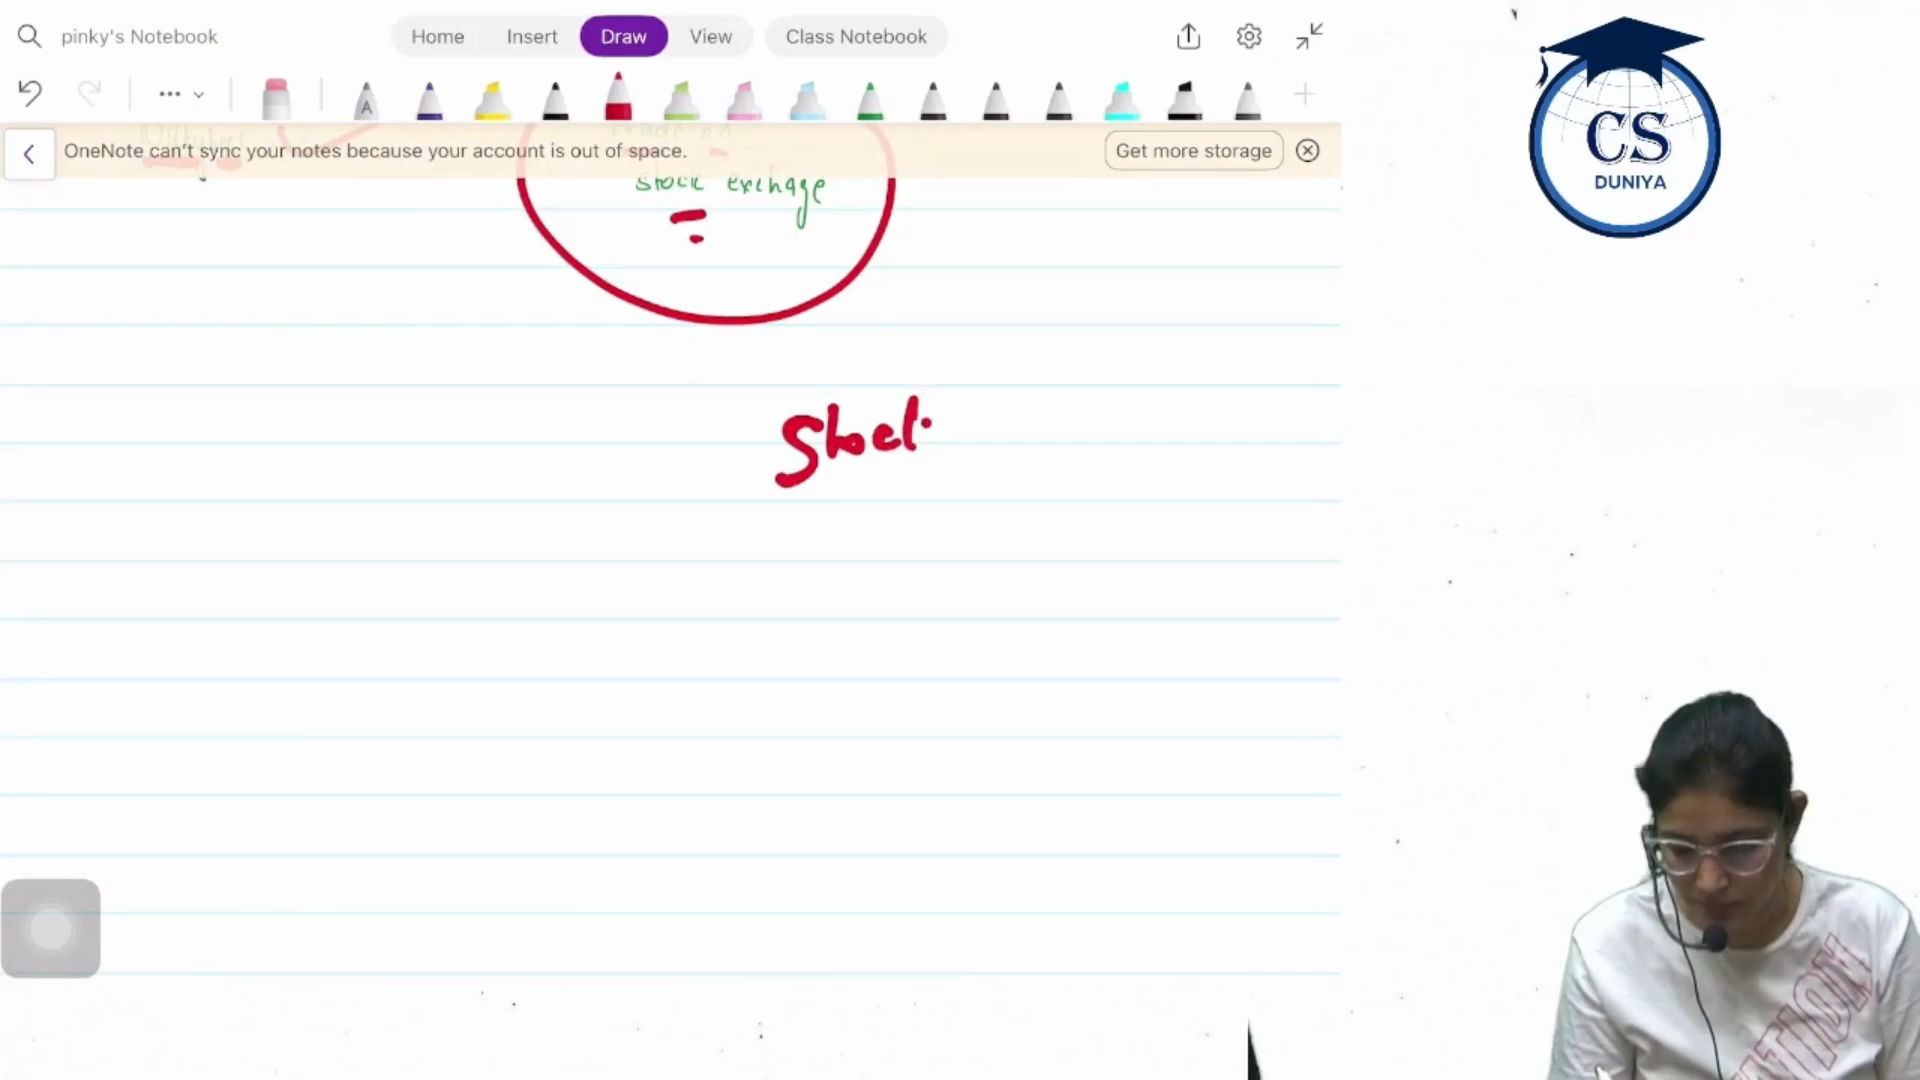 pinky's Notebook
Home
Insert
Draw
View
Class Notebook
A
OneNote can't sync your notes because your account is out of space.
Get more storage
stock exchage
Stoc
CS
DUNIYA